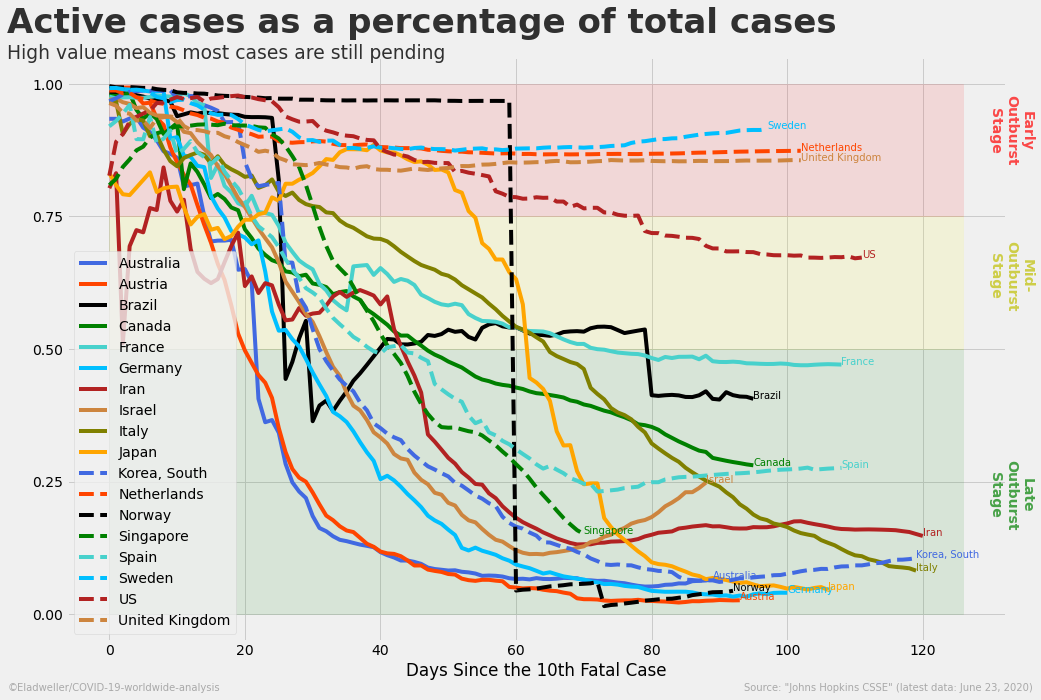 Active cases as a percentage of total cases
High value means most cases are still pending
1.00
0.75
0.50
0.25
0.00
Early
Outburst
Stage
Mid-
Outburst
Stage
Late
Outburst
Stage
Sweden
Netherlands
United Kingdom
US
France
Brazil
Canada
Spain
Israel
Singapore
Iran
Korea, South
Italy
Australia
Japan
Norway
Germany
Austria
Australia
Austria
Brazil
Canada
France
Germany
Iran
Israel
Italy
Japan
Korea, South
Netherlands
Norway
Singapore
Spain
Sweden
US
United Kingdom
0 20 40 60 80 100 120
Days Since the 10th Fatal Case
©Eladweller/COVID-19-worldwide-analysis
Source: "Johns Hopkins CSSE" (latest data: June 23, 2020)